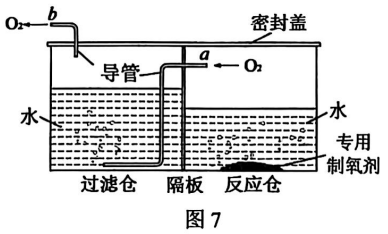 O₂ b 密封盖
导管 a O₂
水 水
专用
制氧剂
过滤仓 隔板 反应仓
图7